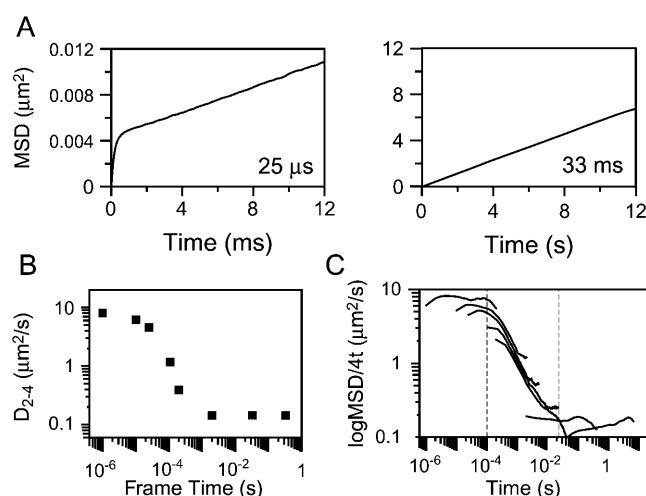 A
MSD (μm²)
0.012
0.008
0.004
0
0 4 8 12
25 μs
Time (ms)
12
8
4
0
0 4 8 12
33 ms
Time (s)
B
D₂₋₄ (μm²/s)
10
1
0.1
10⁻⁶ 10⁻⁴ 10⁻² 1
Frame Time (s)
C
logMSD/4t (μm²/s)
10
1
0.1
10⁻⁶ 10⁻⁴ 10⁻² 1
Time (s)